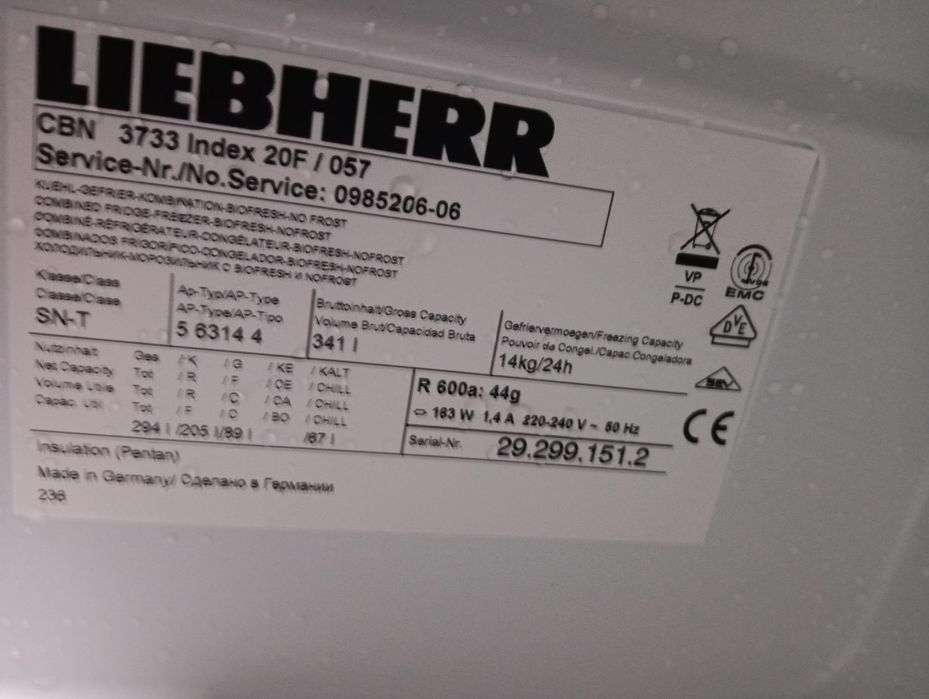 LIEBHERR
CBN 3733 Index 20F / 057
Service-Nr./No.Service: 0985206-06
KUEHL-GEFRIER-KOMBINATION-BIOFRESH-NO FROST
COMBINED FRIDGE-FREEZER-BIOFRESH-NOFROST
COMBINÉ-RÉFRIGÉRATEUR-CONGÉLATEUR-BIOFRESH-NOFROST
COMBINADOS FRIGORIFICO-CONGELADOR-BIOFRESH-NOFROST
ХОЛОДИЛЬНИК-МОРОЗИЛЬНИК С BIOFRESH И NOFROST
Klasse/Class
Classe/Clase
SN-T
Ap-Typ/AP-Type
AP-Type/AP-Tipo
5 6314 4
Bruttoinhalt/Gross Capacity
Volume Brut/Capacidad Bruta
341 l
Gefriervermoegen/Freezing Capacity
Pouvoir de Congel./Capac.Congeladora
14kg/24h
Nutzinhalt Ges / K / G / KE / KALT
Net Capacity Tot / R / F / CE / CHILL
Volume Utile Tot / R / C / CA / CHILL
Capac. Util Tot / F / C / BO / CHILL
294 l /205 l/89 l /67 l
R 600a: 44g
163 W 1,4 A 220-240 V ~ 50 Hz
Serial-Nr. 29.299.151.2
Insulation (Pentan)
Made in Germany/ Сделано в Германии
236
VP
P-DC
EMC
DVE
SEV
CE